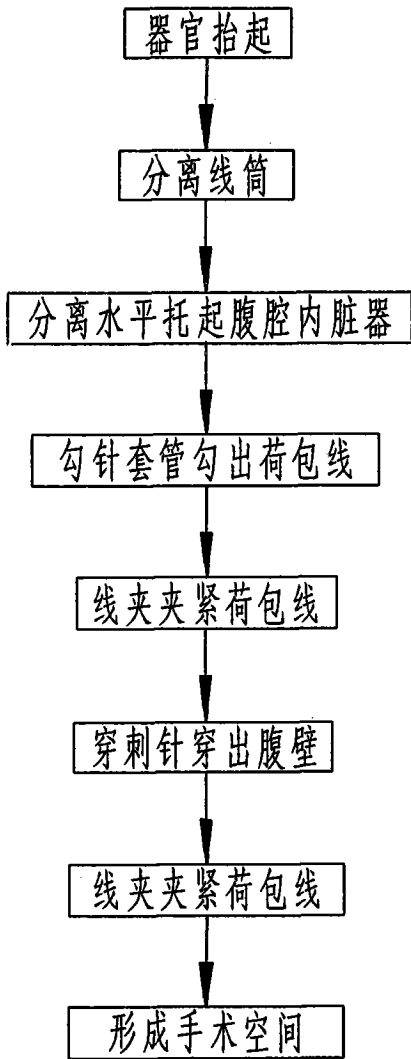 器官抬起
分离线筒
分离水平托起腹腔内脏器
勾针套管勾出荷包线
线夹夹紧荷包线
穿刺针穿出腹壁
线夹夹紧荷包线
形成手术空间